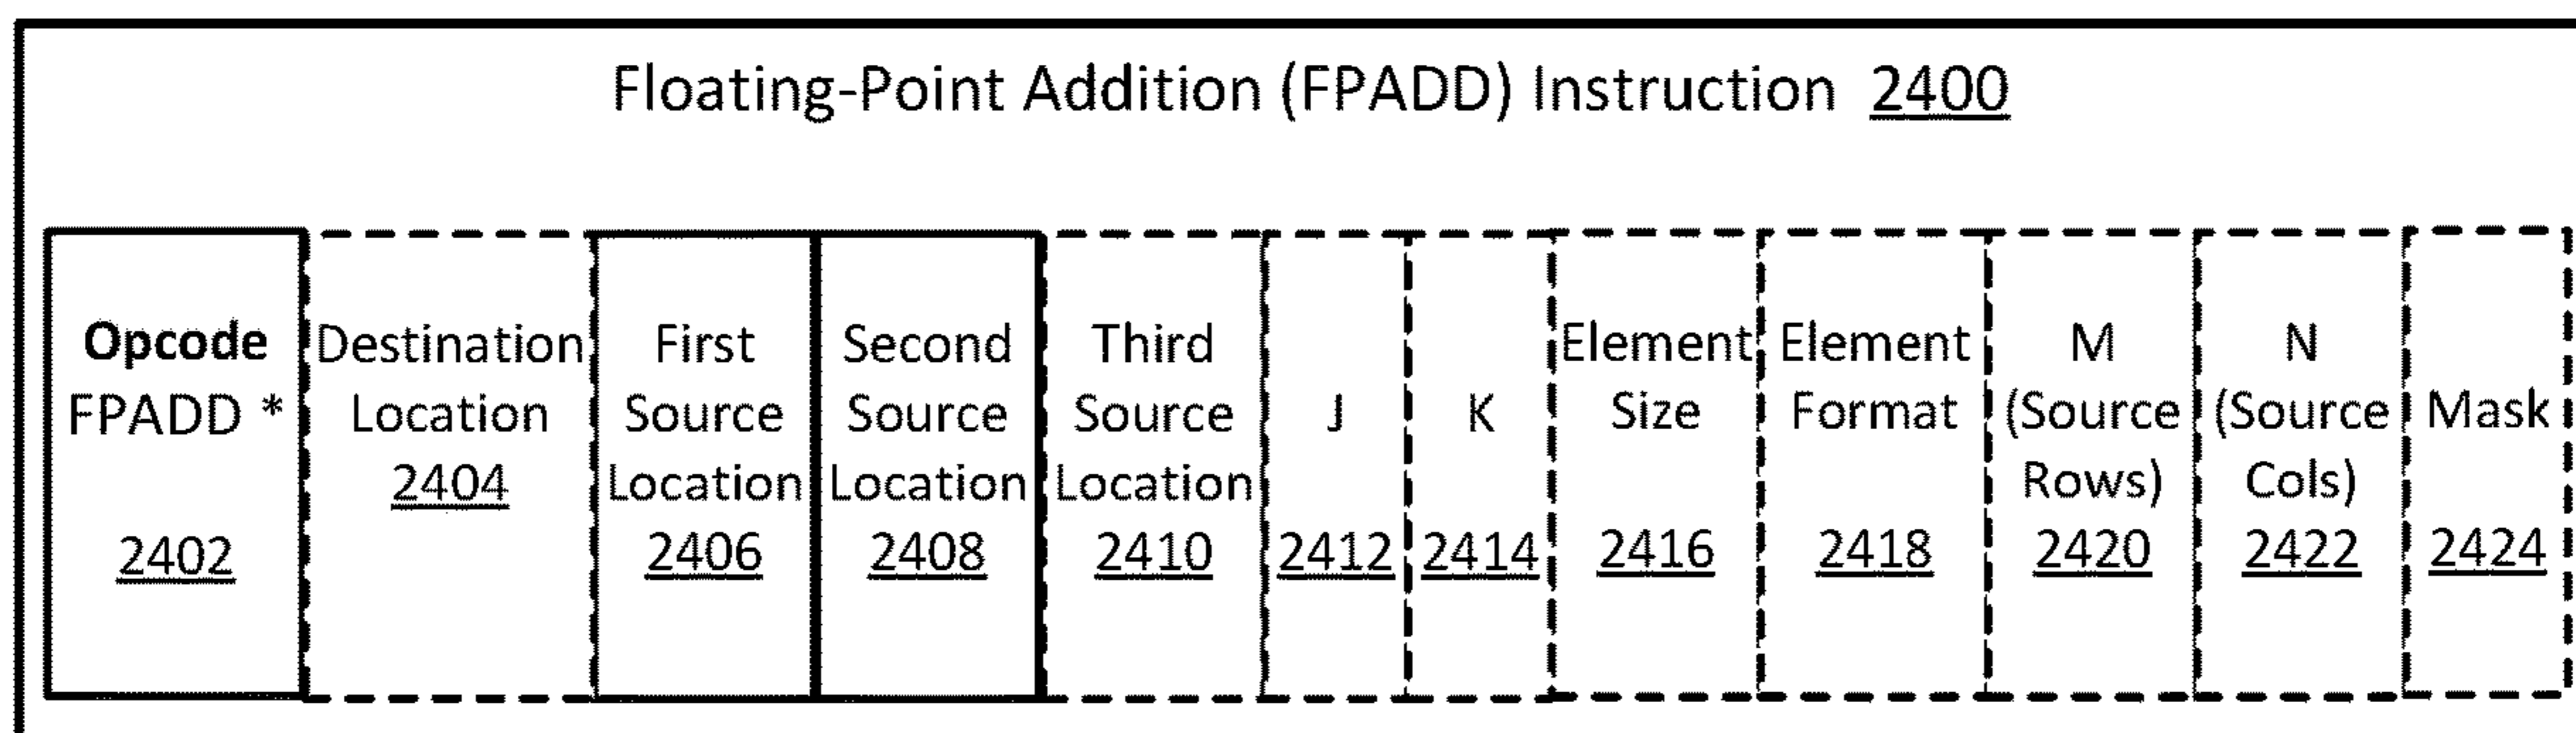 Floating-Point Addition (FPADD) Instruction 2400
Opcode
FPADD *
2402
Destination
Location
2404
First
Source
Location
2406
Second
Source
Location
2408
Third
Source
Location
2410
J
2412
K
2414
Element
Size
2416
Element
Format
2418
M
(Source
Rows)
2420
N
(Source
Cols)
2422
Mask
2424